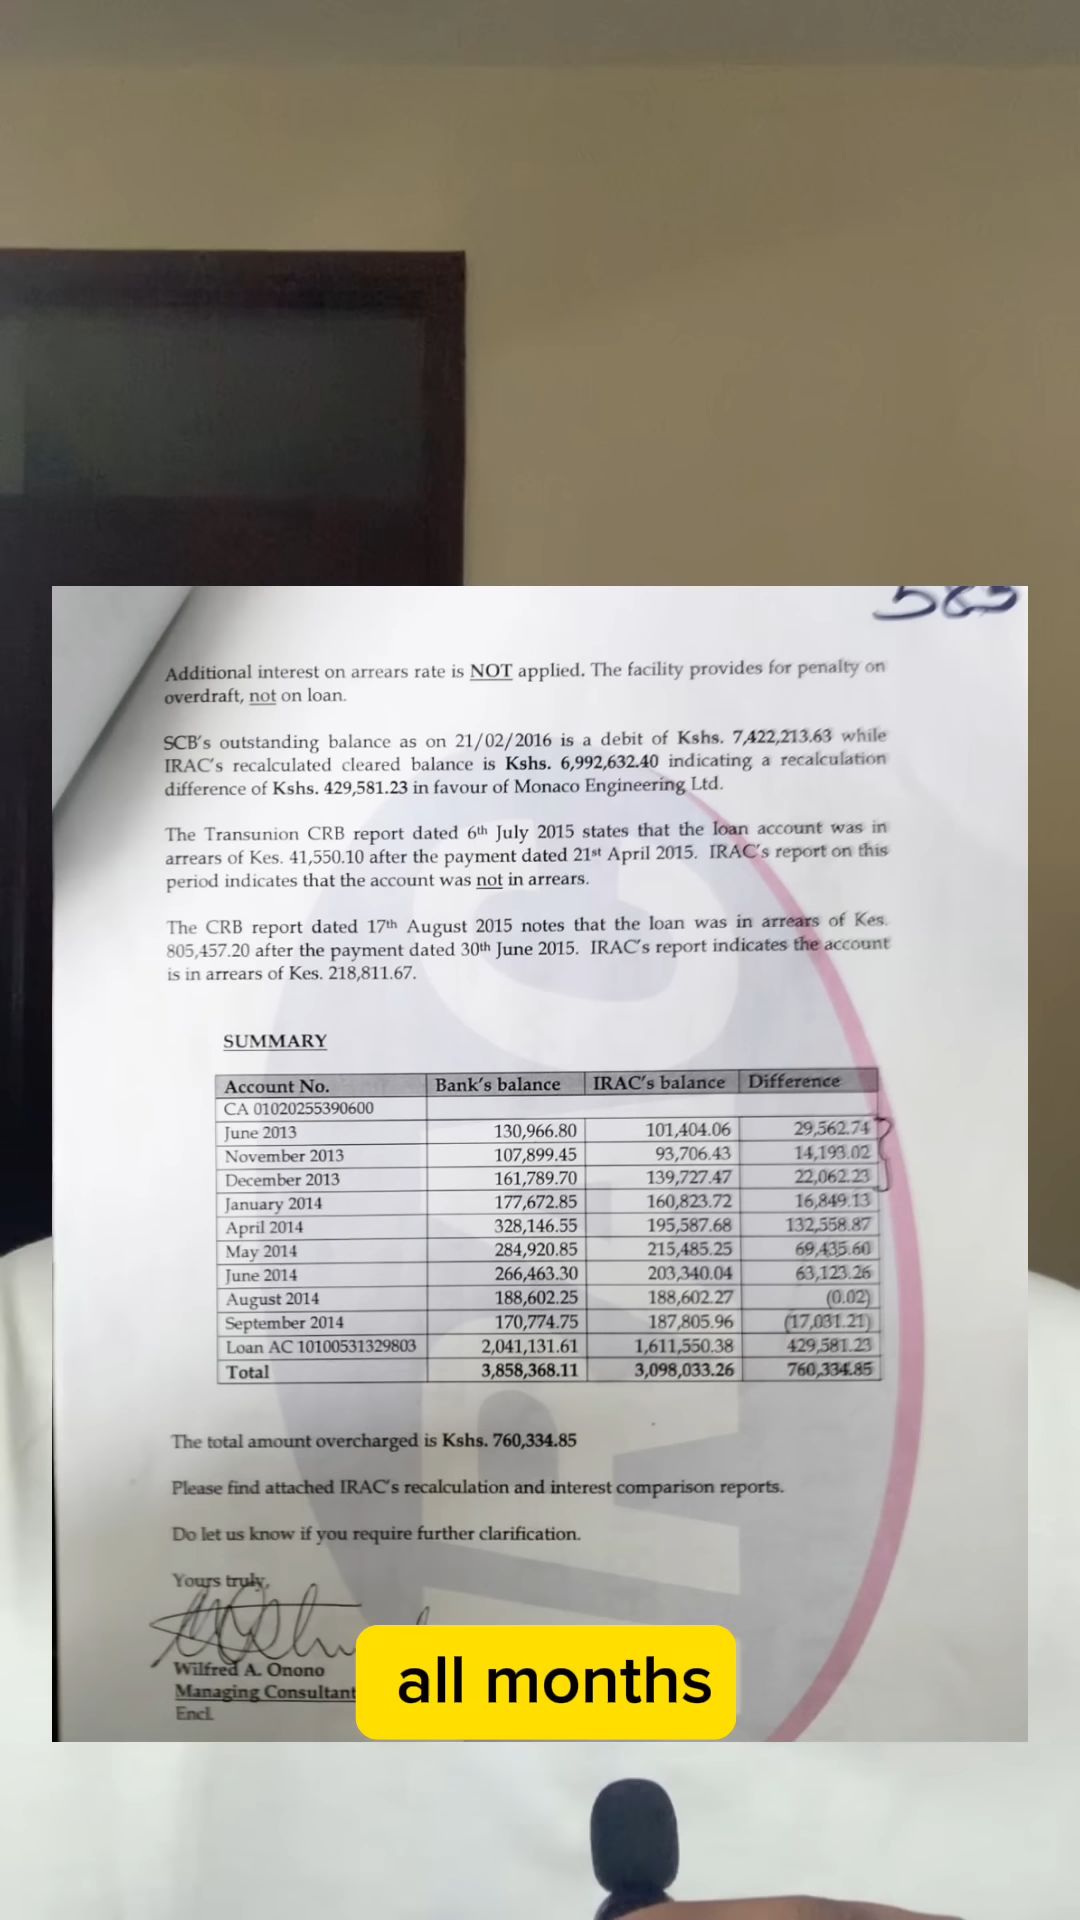 Additional interest on arrears rate is NOT applied. The facility provides for penalty on
overdraft, not on loan.
SCB's outstanding balance as on 21/02/2016 is a debit of Kshs. 7,422,213.63 while
IRAC's recalculated cleared balance is Kshs. 6,992,632.40 indicating a recalculation
difference of Kshs. 429,581.23 in favour of Monaco Engineering Ltd.
The Transunion CRB report dated 6th July 2015 states that the loan account was in
arrears of Kes. 41,550.10 after the payment dated 21st April 2015. IRAC's report on this
period indicates that the account was not in arrears.
The CRB report dated 17th August 2015 notes that the loan was in arrears of Kes.
805,457.20 after the payment dated 30th June 2015. IRAC's report indicates the account
is in arrears of Kes. 218,811.67.
SUMMARY
Account No. Bank's balance IRAC's balance Difference
CA 01020255390600
June 2013 130,966.80 101,404.06 29,562.74
November 2013 107,899.45 93,706.43 14,193.02
December 2013 161,789.70 139,727.47 22,062.23
January 2014 177,672.85 160,823.72 16,849.13
April 2014 328,146.55 195,587.68 132,558.87
May 2014 284,920.85 215,485.25 69,435.60
June 2014 266,463.30 203,340.04 63,123.26
August 2014 188,602.25 188,602.27 (0.02)
September 2014 170,774.75 187,805.96 (17,031.21)
Loan AC 10100531329803 2,041,131.61 1,611,550.38 429,581.23
Total 3,858,368.11 3,098,033.26 760,334.85
The total amount overcharged is Kshs. 760,334.85
Please find attached IRAC's recalculation and interest comparison reports.
Do let us know if you require further clarification.
Yours truly,
Wilfred A. Onono
Managing Consultant
Encl.
all months